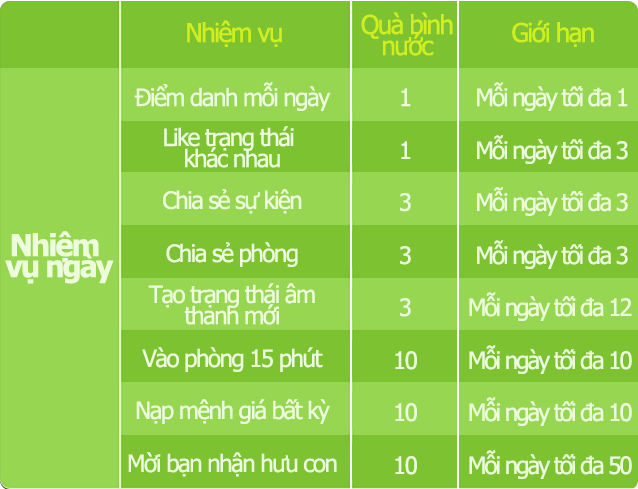 Nhiệm vụ
Quà bình
nước
Giới hạn
Nhiệm
vụ ngày
Điểm danh mỗi ngày
1
Mỗi ngày tối đa 1
Like trạng thái
khác nhau
1
Mỗi ngày tối đa 3
Chia sẻ sự kiện
3
Mỗi ngày tối đa 3
Chia sẻ phòng
3
Mỗi ngày tối đa 3
Tạo trạng thái âm
thanh mới
3
Mỗi ngày tối đa 12
Vào phòng 15 phút
10
Mỗi ngày tối đa 10
Nạp mệnh giá bất kỳ
10
Mỗi ngày tối đa 10
Mời bạn nhận hưu con
10
Mỗi ngày tối đa 50